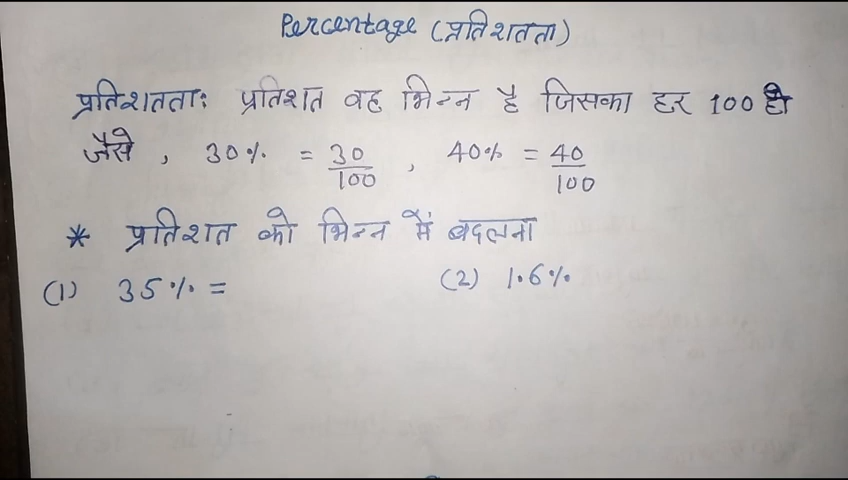 Percentage (प्रतिशतता)
प्रतिशतता: प्रतिशत वह भिन्न है जिसका हर 100 हो
जैसे , 30% = 30/100 , 40% = 40/100
* प्रतिशत को भिन्न में बदलना
(1) 35% = (2) 1.6%